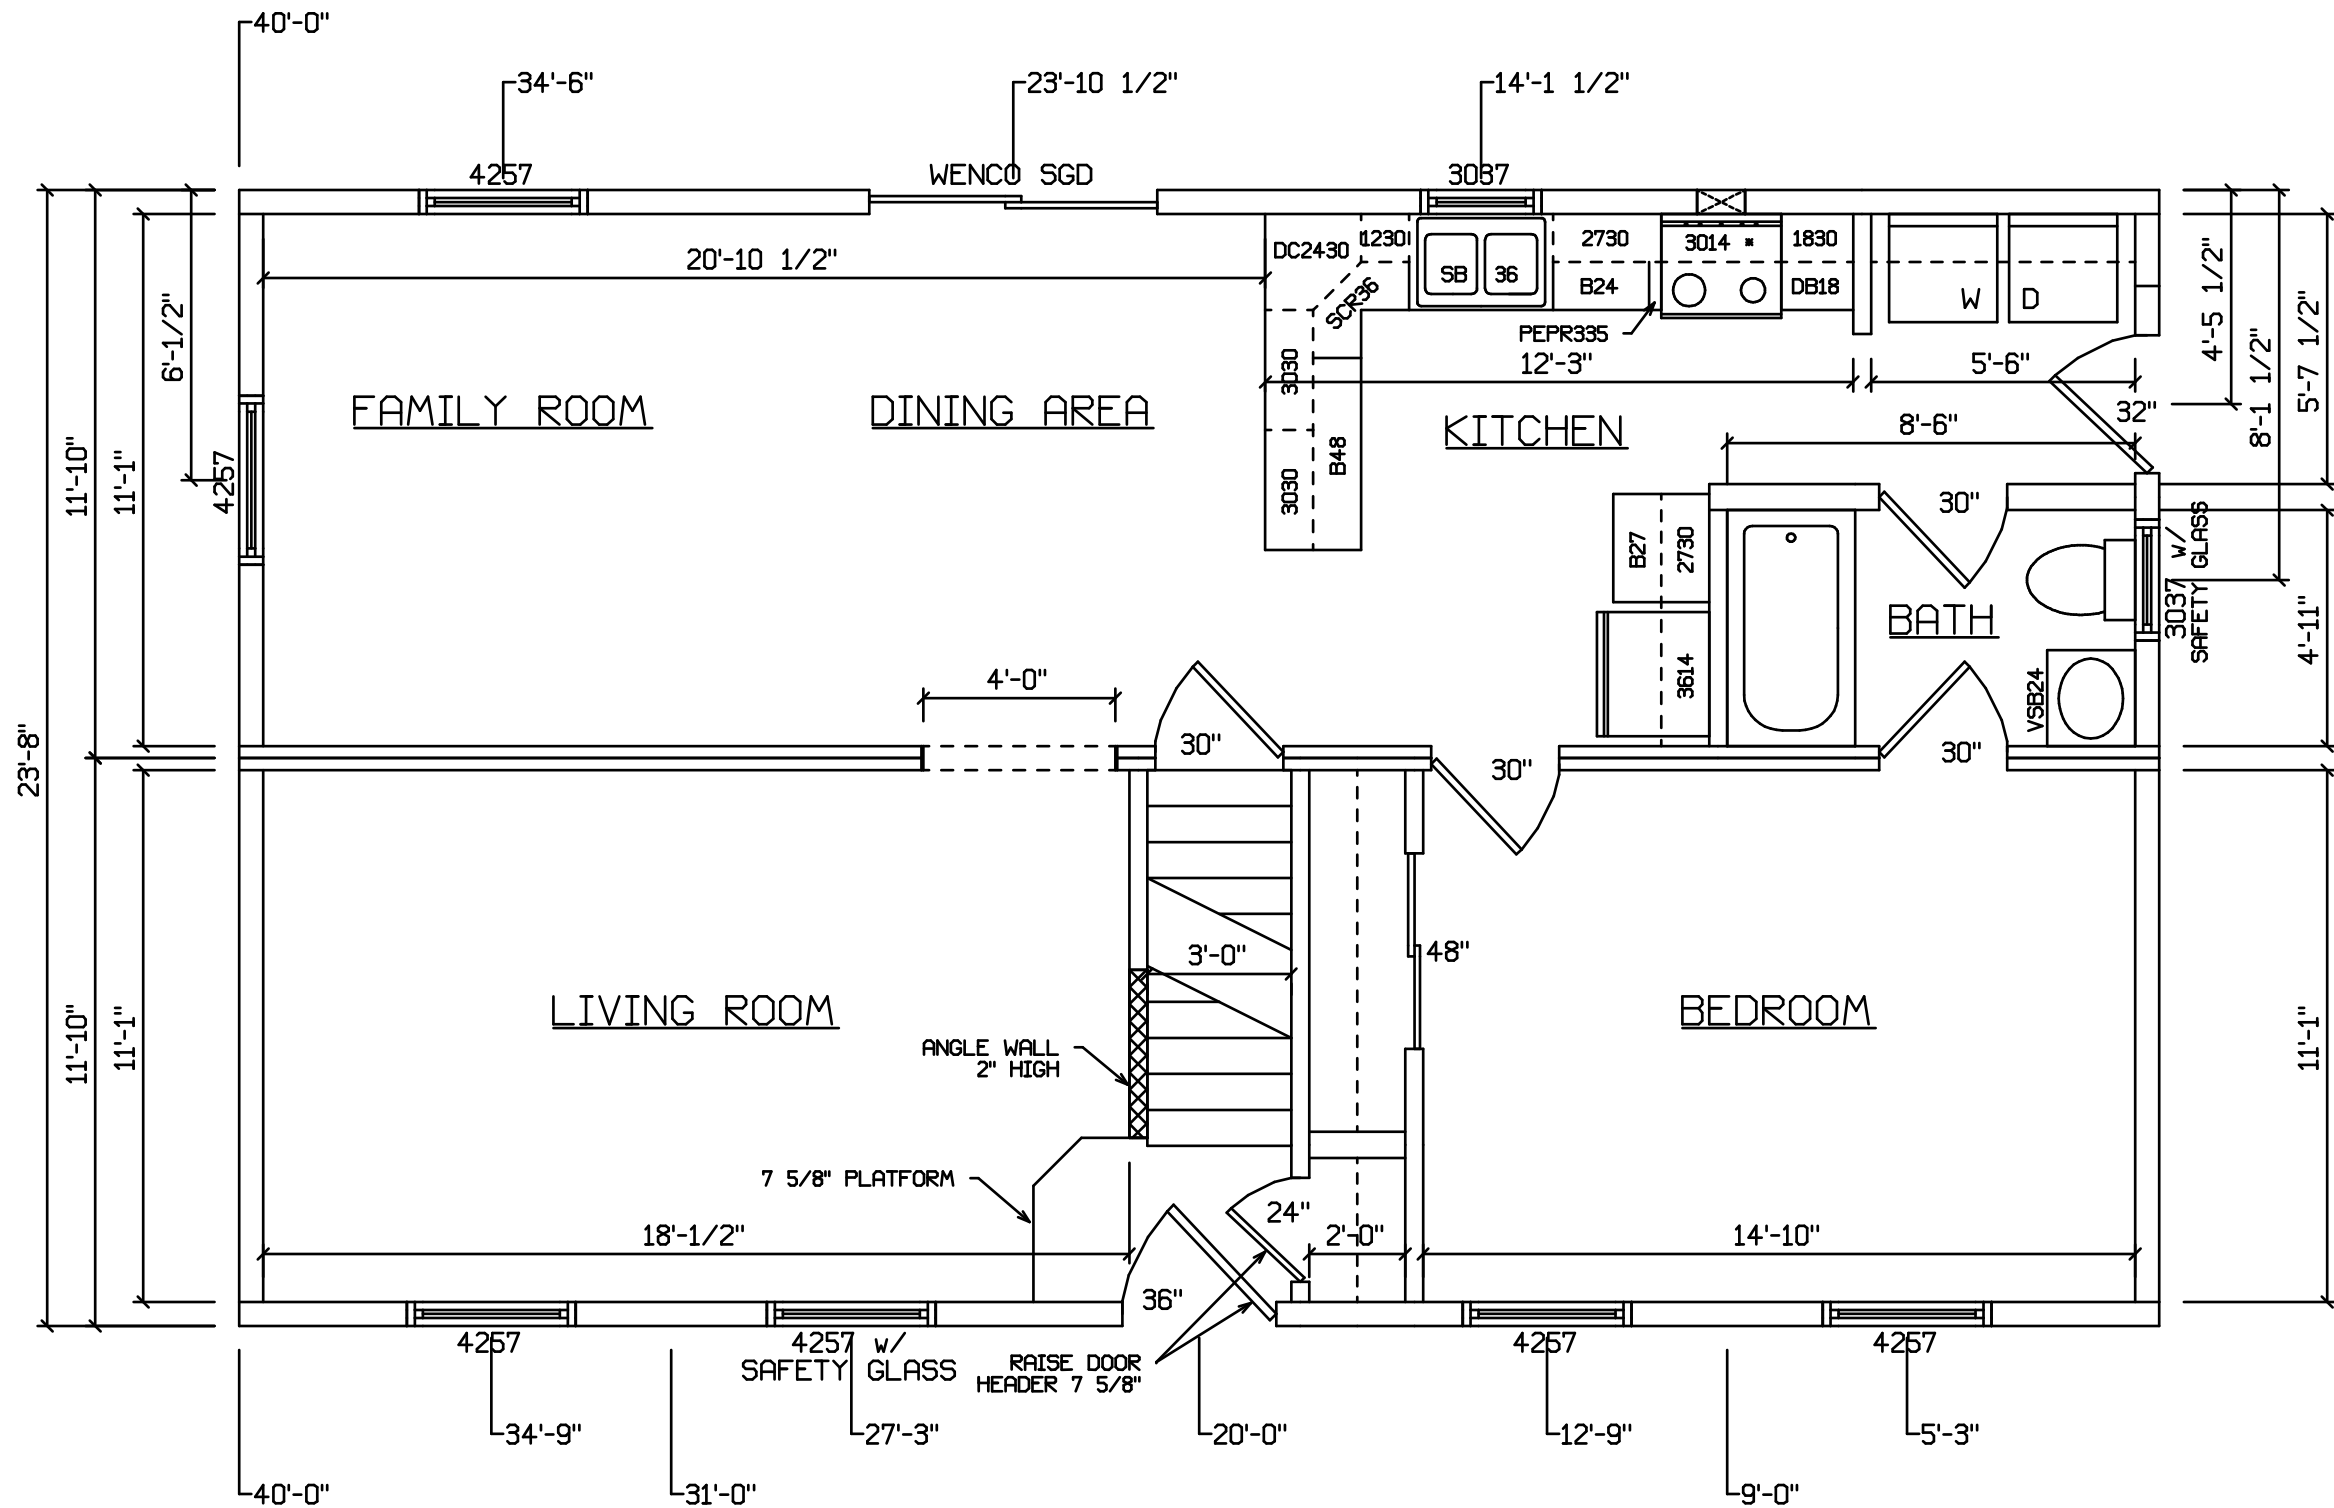 40'-0"
34'-6"
23'-10 1/2"
14'-1 1/2"
4257
WENCO SGD
3037
DC2430
1230
2730
3014
1830
20'-10 1/2"
SB
36
B24
DB18
W
D
SCR36
PEPR335
12'-3"
5'-6"
4'-5 1/2"
5'-7 1/2"
8'-1 1/2"
6'-1/2"
3030
FAMILY ROOM
DINING AREA
KITCHEN
8'-6"
32"
11'-10"
11'-1"
4257
3030
B48
30"
B27
2730
3037 W/
SAFETY GLASS
BATH
4'-11"
4'-0"
3614
VSB24
23'-8"
30"
30"
30"
3'-0"
48"
LIVING ROOM
BEDROOM
11'-10"
11'-1"
11'-1"
ANGLE WALL
2" HIGH
7 5/8" PLATFORM
24"
18'-1/2"
2'-0"
14'-10"
36"
4257
4257 W/
SAFETY GLASS
RAISE DOOR
HEADER 7 5/8"
4257
4257
34'-9"
27'-3"
20'-0"
12'-9"
5'-3"
40'-0"
31'-0"
9'-0"